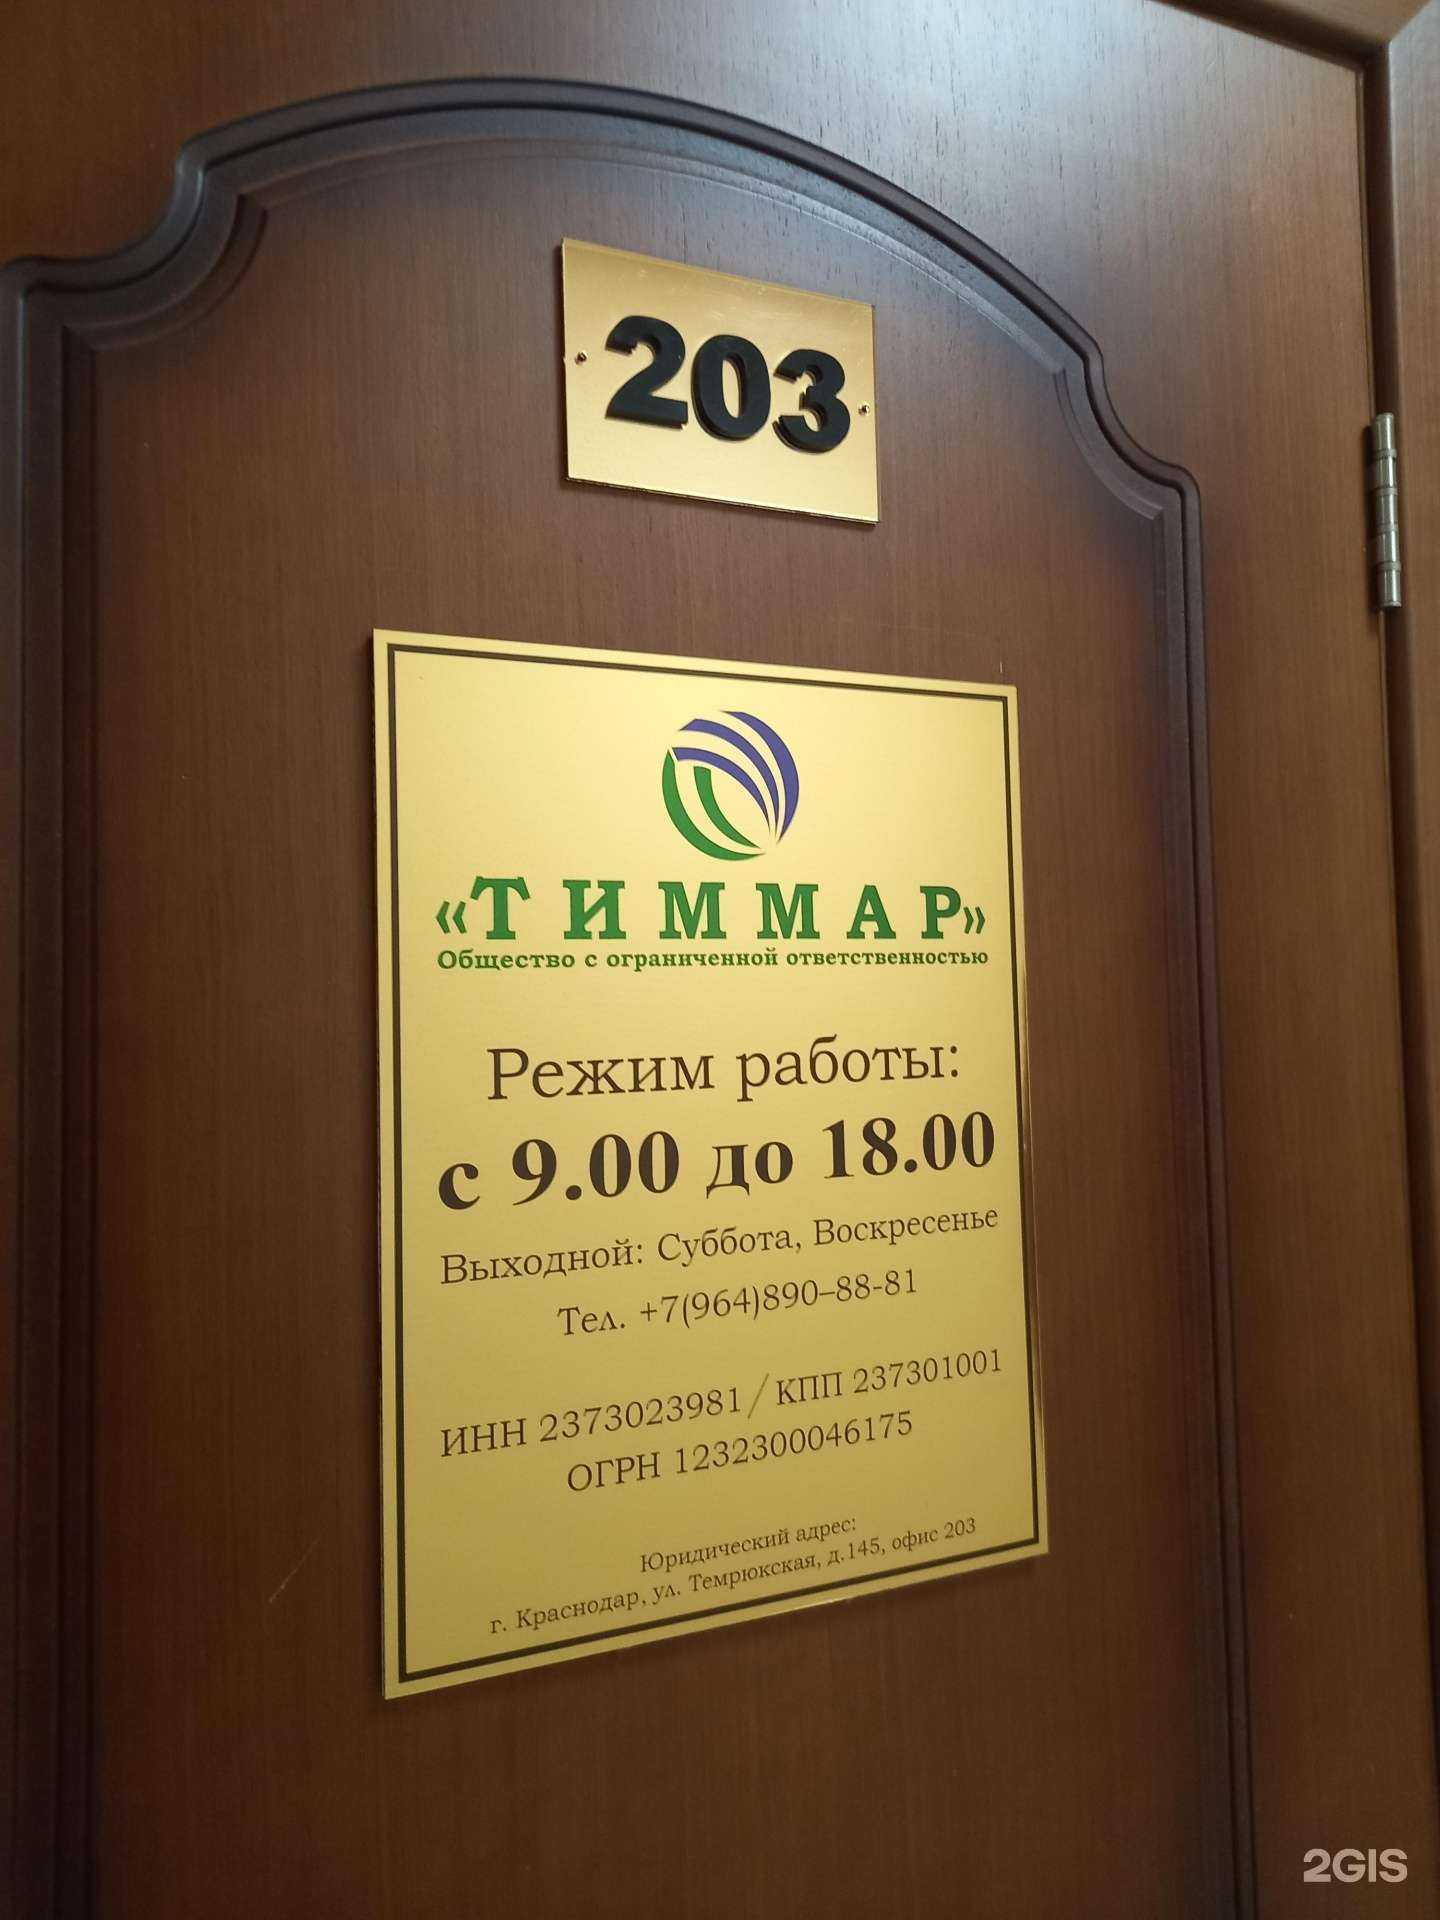 203
«ТИММАР»
Общество с ограниченной ответственностью
Режим работы:
с 9.00 до 18.00
Выходной: Суббота, Воскресенье
Тел. +7(964)890–88-81
ИНН 2373023981 / КПП 237301001
ОГРН 1232300046175
Юридический адрес:
г. Краснодар, ул. Темрюкская, д.145, офис 203
2GIS